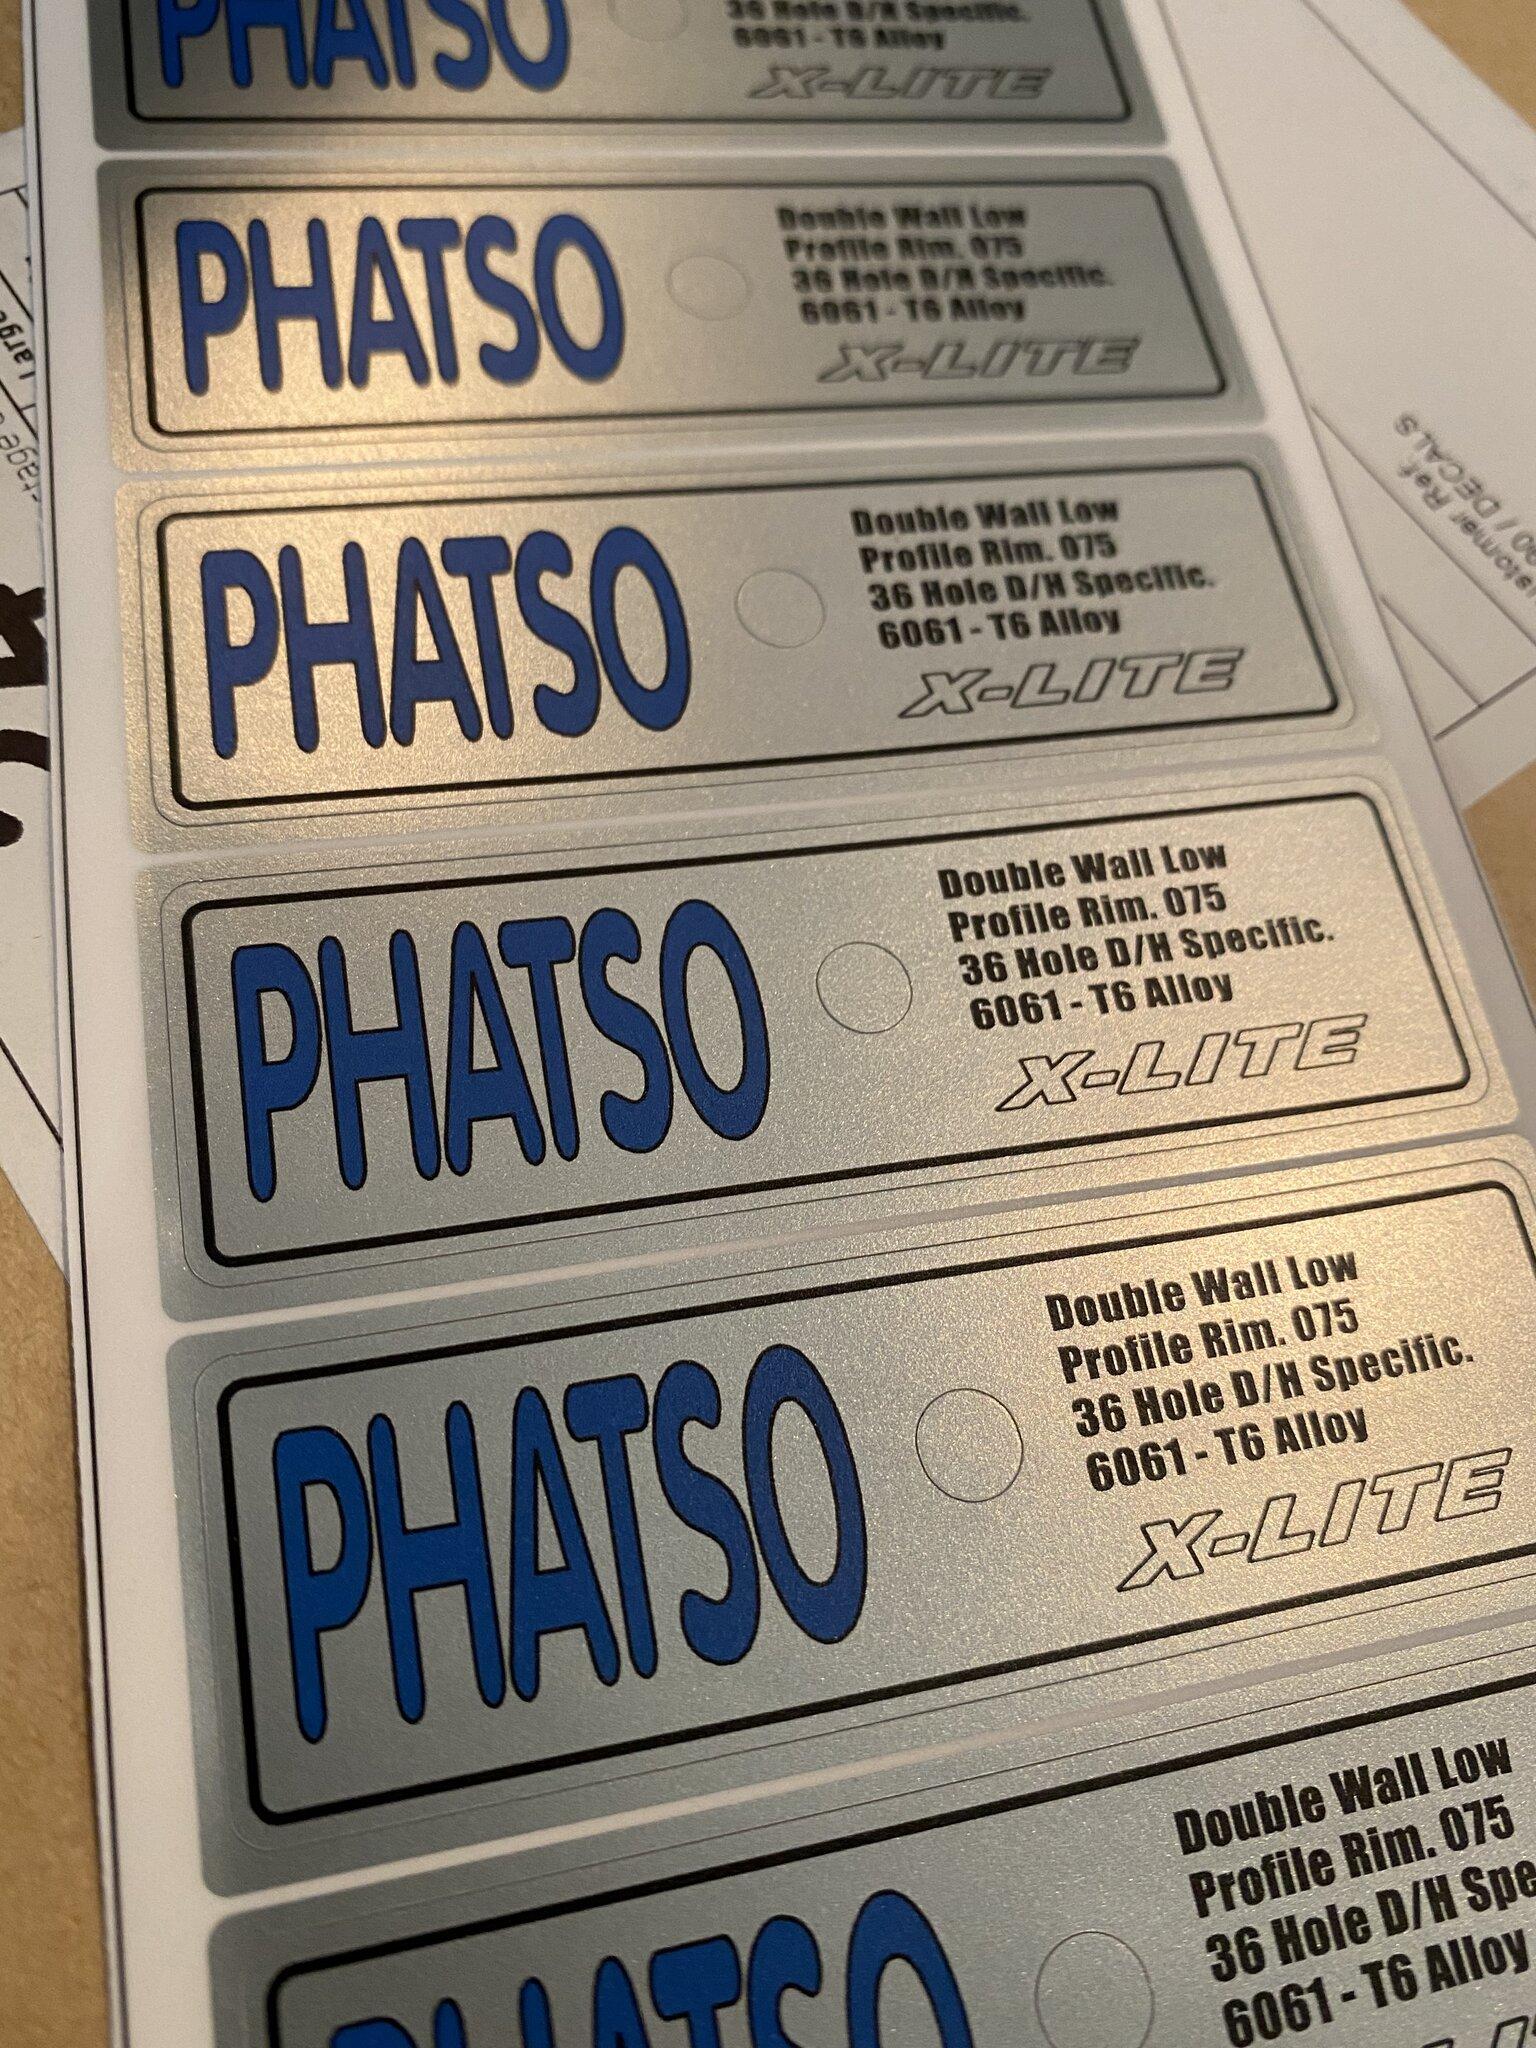 PHATSO
36 Hole D/H Specific.
6061 - T6 Alloy
X-LITE
PHATSO
Double Wall Low
Profile Rim. 075
36 Hole D/H Specific.
6061 - T6 Alloy
X-LITE
PHATSO
Double Wall Low
Profile Rim. 075
36 Hole D/H Specific.
6061 - T6 Alloy
X-LITE
PHATSO
Double Wall Low
Profile Rim. 075
36 Hole D/H Specific.
6061 - T6 Alloy
X-LITE
PHATSO
Double Wall Low
Profile Rim. 075
36 Hole D/H Specific.
6061 - T6 Alloy
X-LITE
PHATSO
Double Wall Low
Profile Rim. 075
36 Hole D/H Spe
6061 - T6 Alloy
Large
Ref.
/ DECALS